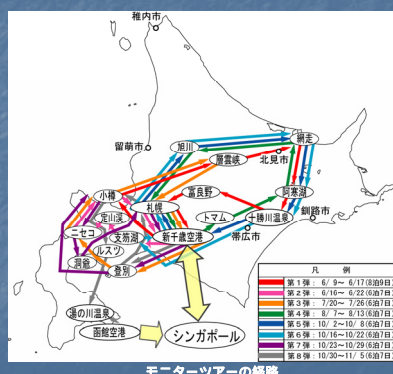 稚内市
網走
旭川
留萌市
層雲峡
北見市
小樽
富良野
阿寒湖
札幌
定山渓
トマム
十勝川温泉
釧路市
ニセコ
支笏湖
新千歳空港
帯広市
ルスツ
洞爺
登別
湯の川温泉
函館空港
シンガポール
凡 例
第1弾: 6/ 9～ 6/17(8泊9日)
第2弾: 6/16～ 6/22(6泊7日)
第3弾: 7/20～ 7/26(6泊7日)
第4弾: 8/ 7～ 8/13(6泊7日)
第5弾: 10/ 2～10/ 8(6泊7日)
第6弾: 10/16～10/22(6泊7日)
第7弾: 10/23～10/29(6泊7日)
第8弾: 10/30～11/ 5(6泊7日)
モニターツアーの経路